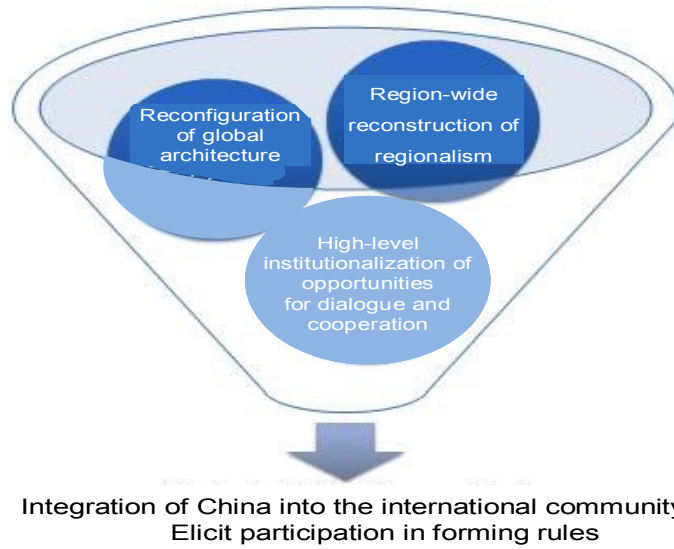 Reconfiguration
of global
architecture
Region-wide
reconstruction of
regionalism
High-level
institutionalization of
opportunities
for dialogue and
cooperation
Integration of China into the international community
Elicit participation in forming rules